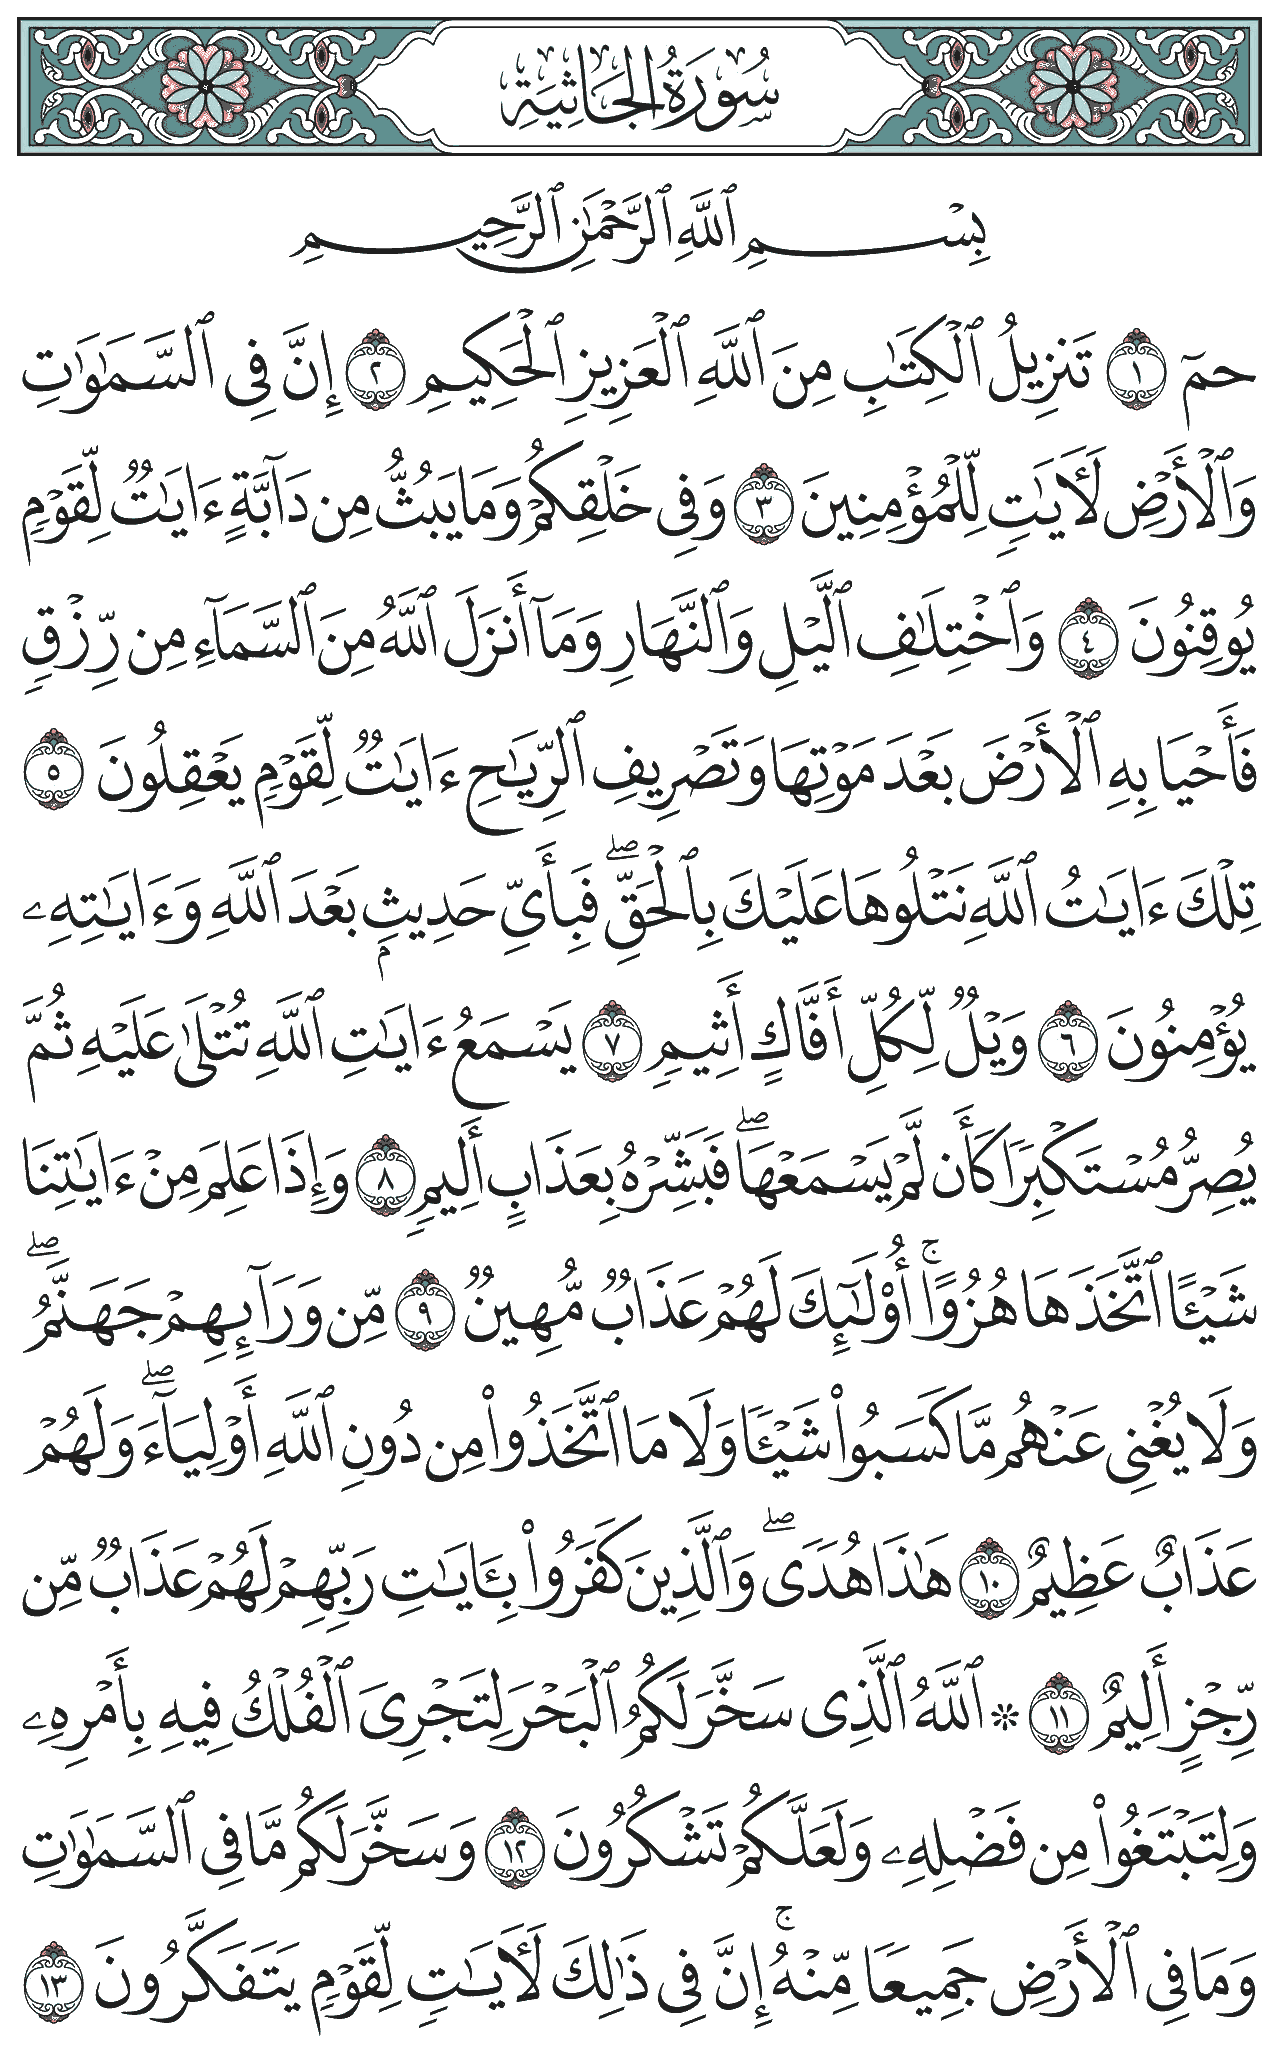 سُورَةُ الجَاثِيَةِ
بِسۡمِ ٱللَّهِ ٱلرَّحۡمَٰنِ ٱلرَّحِيمِ
حمٓ ١ تَنزِيلُ ٱلۡكِتَٰبِ مِنَ ٱللَّهِ ٱلۡعَزِيزِ ٱلۡحَكِيمِ ٢ إِنَّ فِي ٱلسَّمَٰوَٰتِ
وَٱلۡأَرۡضِ لَأٓيَٰتٖ لِّلۡمُؤۡمِنِينَ ٣ وَفِي خَلۡقِكُمۡ وَمَا يَبُثُّ مِن دَآبَّةٍ ءَايَٰتٞ لِّقَوۡمٖ
يُوقِنُونَ ٤ وَٱخۡتِلَٰفِ ٱلَّيۡلِ وَٱلنَّهَارِ وَمَآ أَنزَلَ ٱللَّهُ مِنَ ٱلسَّمَآءِ مِن رِّزۡقٖ
فَأَحۡيَا بِهِ ٱلۡأَرۡضَ بَعۡدَ مَوۡتِهَا وَتَصۡرِيفِ ٱلرِّيَٰحِ ءَايَٰتٞ لِّقَوۡمٖ يَعۡقِلُونَ ٥
تِلۡكَ ءَايَٰتُ ٱللَّهِ نَتۡلُوهَا عَلَيۡكَ بِٱلۡحَقِّۖ فَبِأَيِّ حَدِيثِۭ بَعۡدَ ٱللَّهِ وَءَايَٰتِهِۦ
يُؤۡمِنُونَ ٦ وَيۡلٞ لِّكُلِّ أَفَّاكٍ أَثِيمٖ ٧ يَسۡمَعُ ءَايَٰتِ ٱللَّهِ تُتۡلَىٰ عَلَيۡهِ ثُمَّ
يُصِرُّ مُسۡتَكۡبِرٗا كَأَن لَّمۡ يَسۡمَعۡهَاۖ فَبَشِّرۡهُ بِعَذَابٍ أَلِيمٖ ٨ وَإِذَا عَلِمَ مِنۡ ءَايَٰتِنَا
شَيۡـًٔا ٱتَّخَذَهَا هُزُوًاۚ أُوْلَٰٓئِكَ لَهُمۡ عَذَابٞ مُّهِينٞ ٩ مِّن وَرَآئِهِمۡ جَهَنَّمُۖ
وَلَا يُغۡنِي عَنۡهُم مَّا كَسَبُواْ شَيۡـٔٗا وَلَا مَا ٱتَّخَذُواْ مِن دُونِ ٱللَّهِ أَوۡلِيَآءَۖ وَلَهُمۡ
عَذَابٌ عَظِيمٌ ١٠ هَٰذَا هُدٗىۖ وَٱلَّذِينَ كَفَرُواْ بِـَٔايَٰتِ رَبِّهِمۡ لَهُمۡ عَذَابٞ مِّن
رِّجۡزٍ أَلِيمٌ ١١ ۞ ٱللَّهُ ٱلَّذِي سَخَّرَ لَكُمُ ٱلۡبَحۡرَ لِتَجۡرِيَ ٱلۡفُلۡكُ فِيهِ بِأَمۡرِهِۦ
وَلِتَبۡتَغُواْ مِن فَضۡلِهِۦ وَلَعَلَّكُمۡ تَشۡكُرُونَ ١٢ وَسَخَّرَ لَكُم مَّا فِي ٱلسَّمَٰوَٰتِ
وَمَا فِي ٱلۡأَرۡضِ جَمِيعٗا مِّنۡهُۚ إِنَّ فِي ذَٰلِكَ لَأٓيَٰتٖ لِّقَوۡمٖ يَتَفَكَّرُونَ ١٣